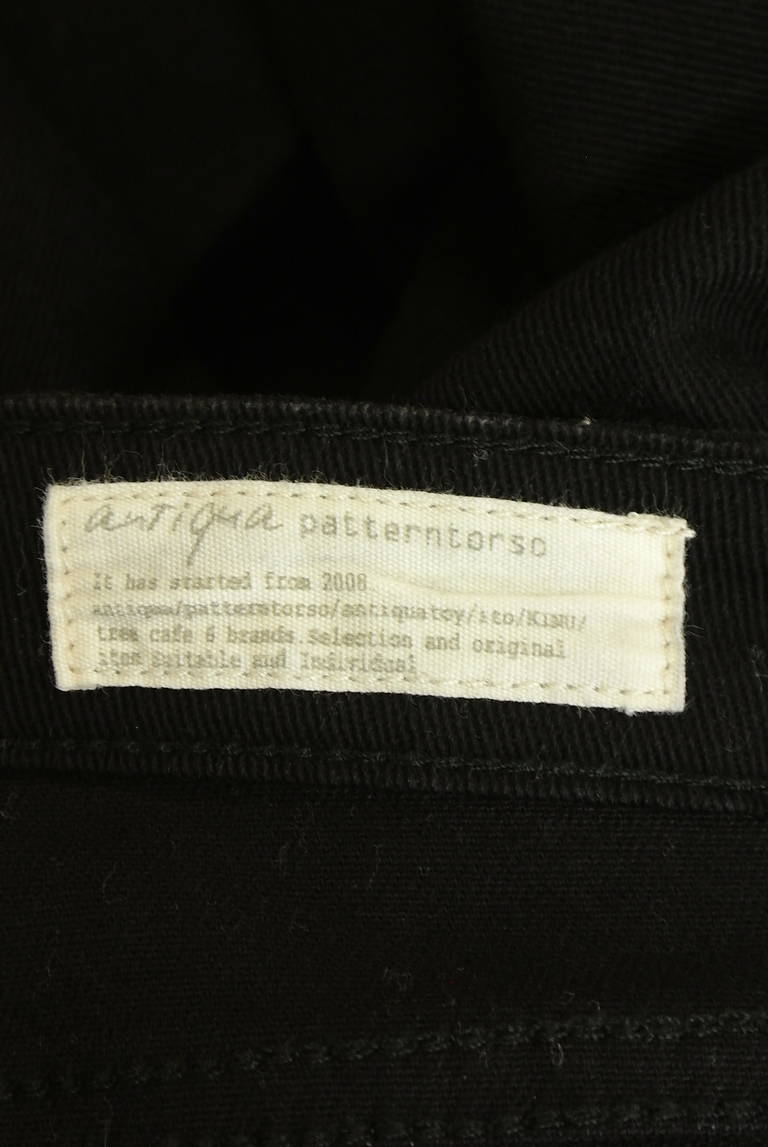 antiqua patterntorso
It has started from 2008
antiqua/patterntorso/antiquatoy/ito/KINU/
tree cafe 6 brands.Selection and original
item Suitable and Individual